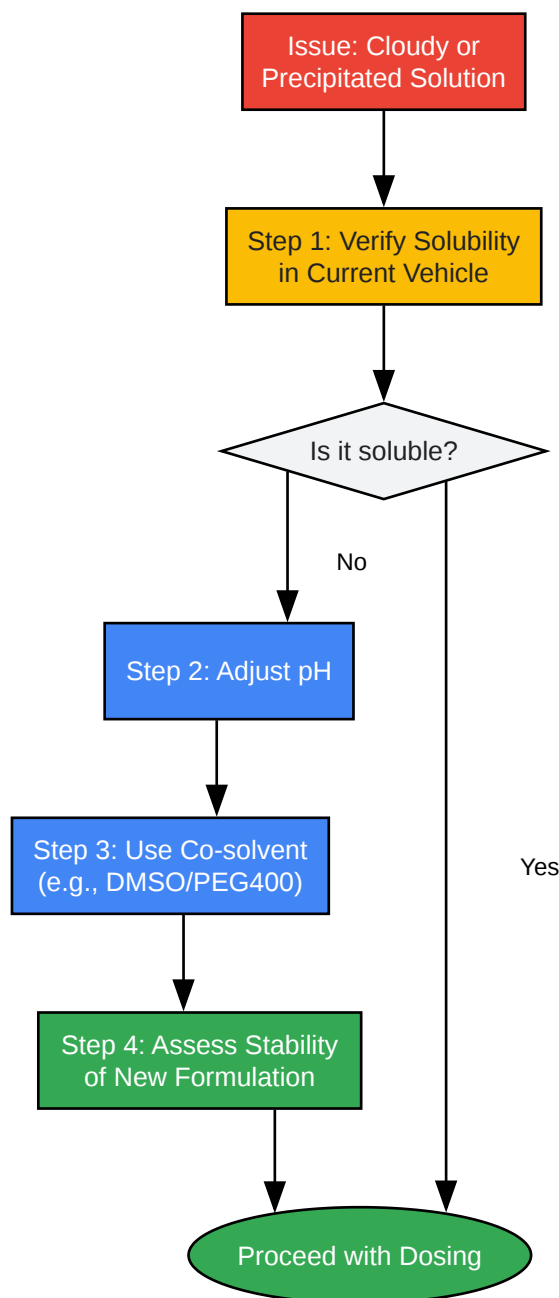 Issue: Cloudy or
Precipitated Solution
Step 1: Verify Solubility
in Current Vehicle
Is it soluble?
No
Step 2: Adjust pH
Step 3: Use Co-solvent
(e.g., DMSO/PEG400)
Yes
Step 4: Assess Stability
of New Formulation
Proceed with Dosing